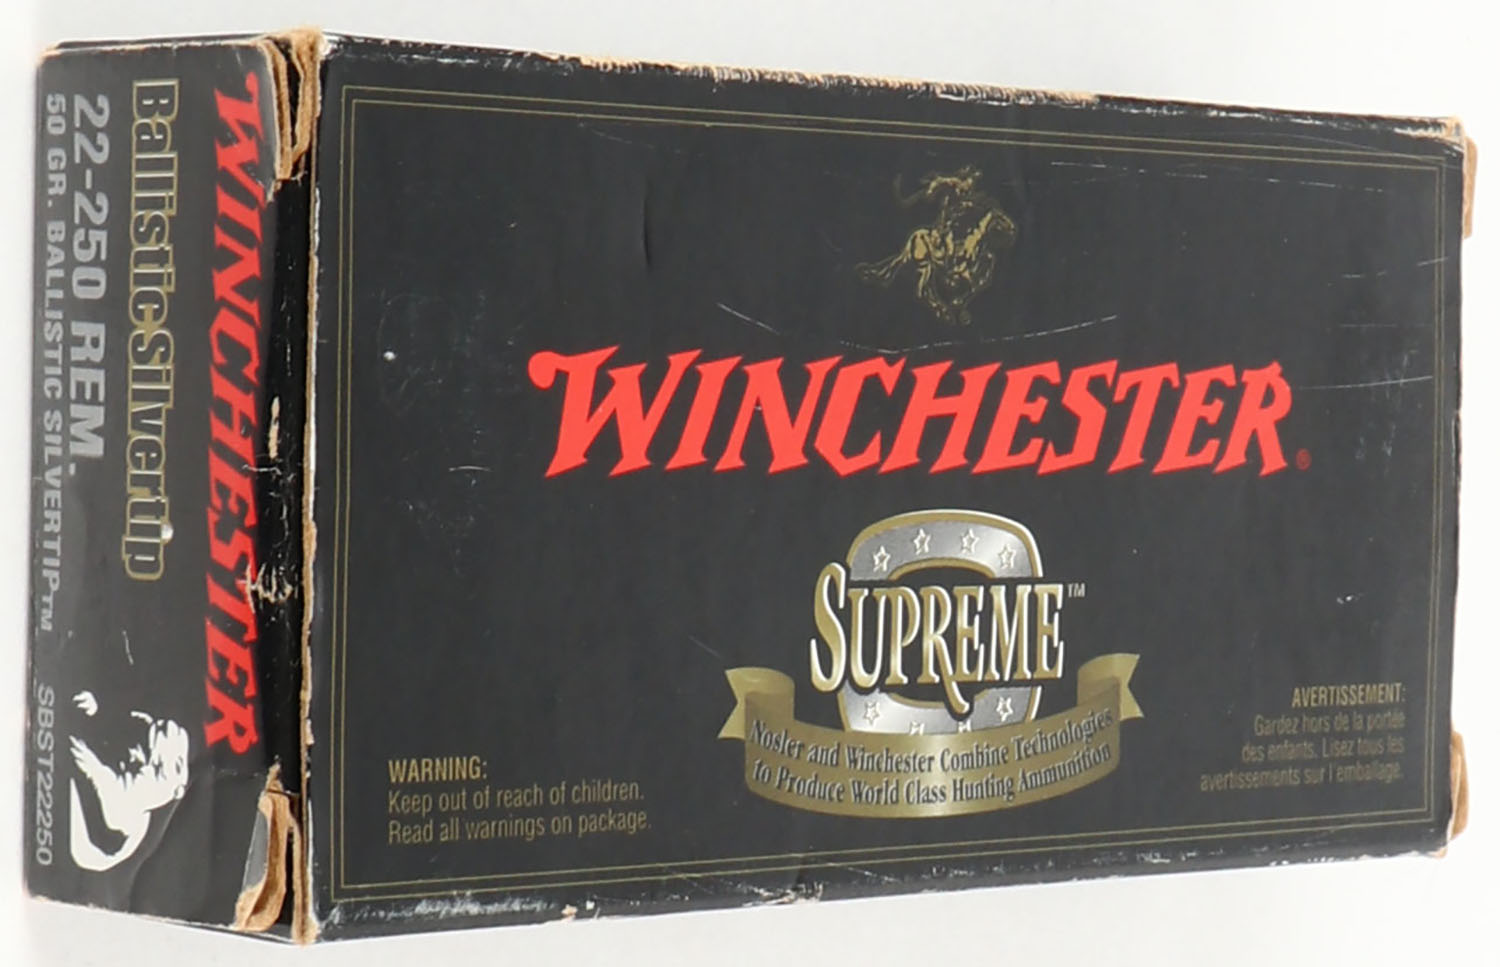 WINCHESTER
Ballistic Silvertip
22-250 REM.
50 GR. BALLISTIC SILVERTIP™ SBST22250
WINCHESTER®
SUPREME™
Nosler and Winchester Combine Technologies
to Produce World Class Hunting Ammunition
WARNING:
Keep out of reach of children.
Read all warnings on package.
AVERTISSEMENT:
Gardez hors de la portée
des enfants. Lisez tous les
avertissements sur l'emballage.